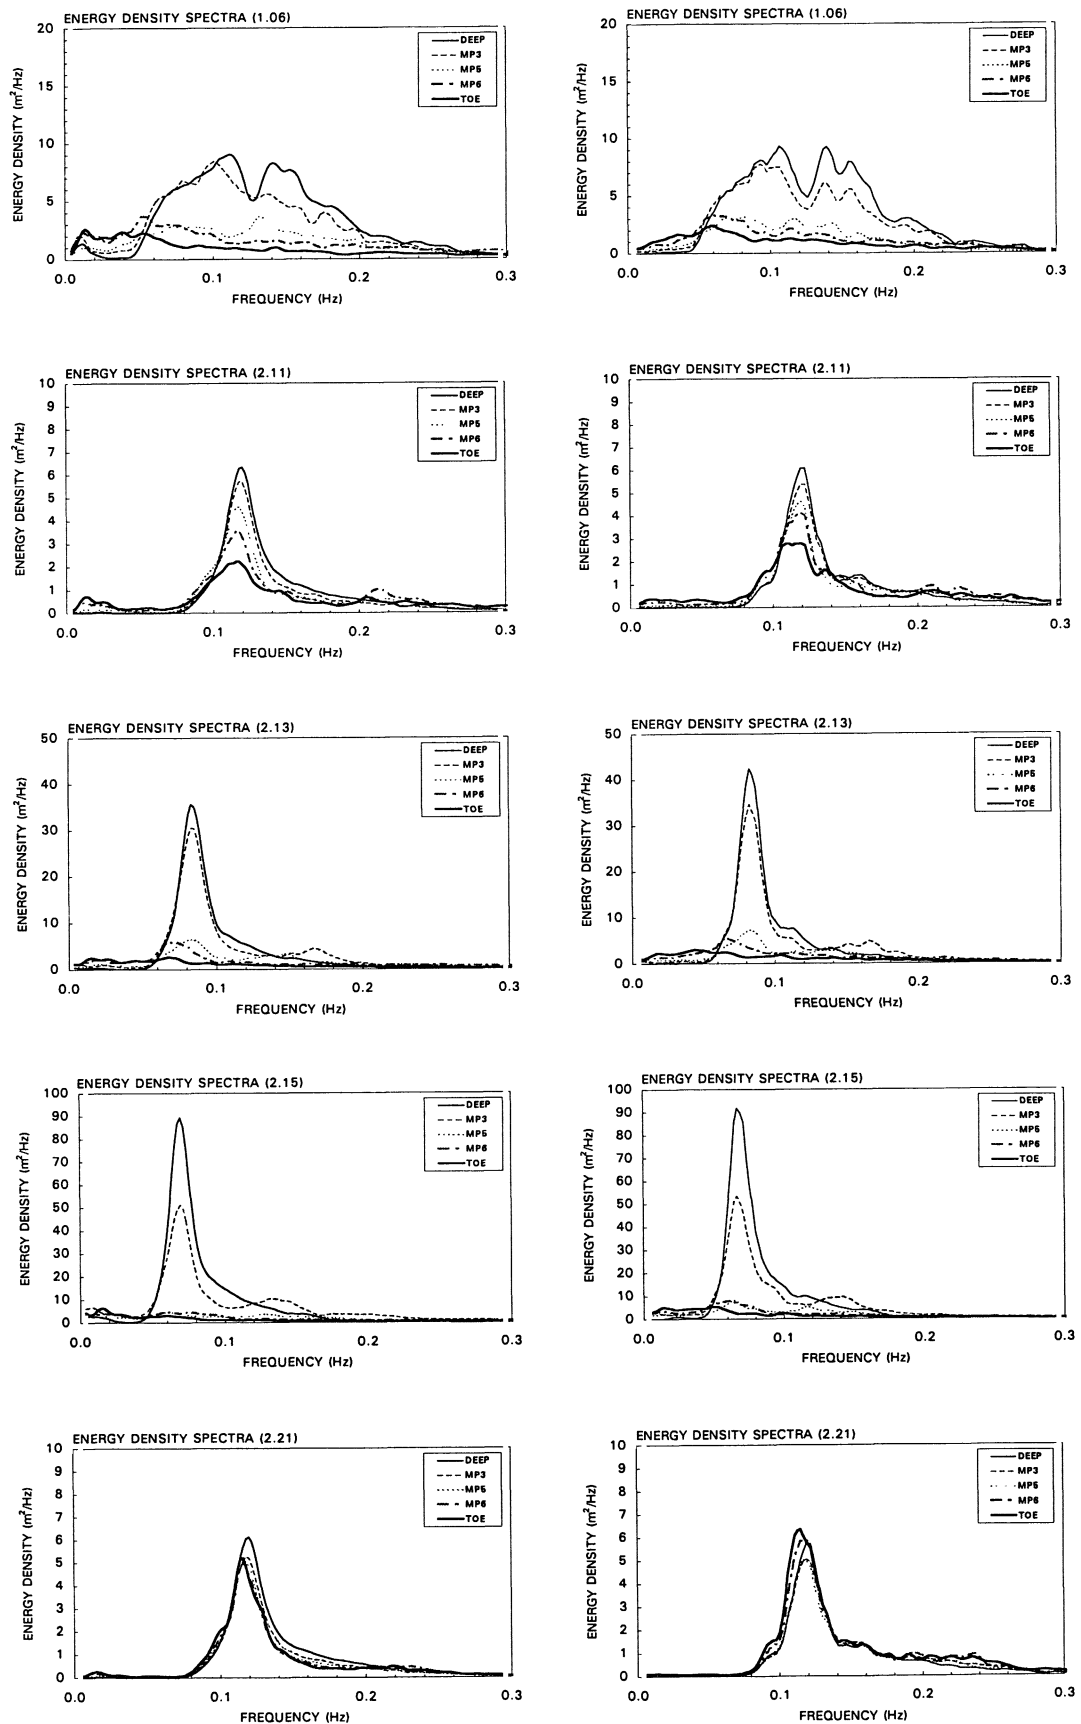 ENERGY DENSITY SPECTRA (1.06)
20
15
10
5
0
ENERGY DENSITY (m²/Hz)
DEEP
MP3
MP5
MP6
TOE
0.0 0.1 0.2 0.3
FREQUENCY (Hz)
ENERGY DENSITY SPECTRA (1.06)
20
15
10
5
0
ENERGY DENSITY (m²/Hz)
DEEP
MP3
MP5
MP6
TOE
0.0 0.1 0.2 0.3
FREQUENCY (Hz)
ENERGY DENSITY SPECTRA (2.11)
10
9
8
7
6
5
4
3
2
1
0
ENERGY DENSITY (m²/Hz)
DEEP
MP3
MP5
MP6
TOE
0.0 0.1 0.2 0.3
FREQUENCY (Hz)
ENERGY DENSITY SPECTRA (2.11)
10
9
8
7
6
5
4
3
2
1
0
ENERGY DENSITY (m²/Hz)
DEEP
MP3
MP5
MP6
TOE
0.0 0.1 0.2 0.3
FREQUENCY (Hz)
ENERGY DENSITY SPECTRA (2.13)
50
40
30
20
10
0
ENERGY DENSITY (m²/Hz)
DEEP
MP3
MP5
MP6
TOE
0.0 0.1 0.2 0.3
FREQUENCY (Hz)
ENERGY DENSITY SPECTRA (2.13)
50
40
30
20
10
0
ENERGY DENSITY (m²/Hz)
DEEP
MP3
MP5
MP6
TOE
0.0 0.1 0.2 0.3
FREQUENCY (Hz)
ENERGY DENSITY SPECTRA (2.15)
100
90
80
70
60
50
40
30
20
10
0
ENERGY DENSITY (m²/Hz)
DEEP
MP3
MP5
MP6
TOE
0.0 0.1 0.2 0.3
FREQUENCY (Hz)
ENERGY DENSITY SPECTRA (2.15)
100
90
80
70
60
50
40
30
20
10
0
ENERGY DENSITY (m²/Hz)
DEEP
MP3
MP5
MP6
TOE
0.0 0.1 0.2 0.3
FREQUENCY (Hz)
ENERGY DENSITY SPECTRA (2.21)
10
9
8
7
6
5
4
3
2
1
0
ENERGY DENSITY (m²/Hz)
DEEP
MP3
MP5
MP6
TOE
0.0 0.1 0.2 0.3
FREQUENCY (Hz)
ENERGY DENSITY SPECTRA (2.21)
10
9
8
7
6
5
4
3
2
1
0
ENERGY DENSITY (m²/Hz)
DEEP
MP3
MP5
MP6
TOE
0.0 0.1 0.2 0.3
FREQUENCY (Hz)